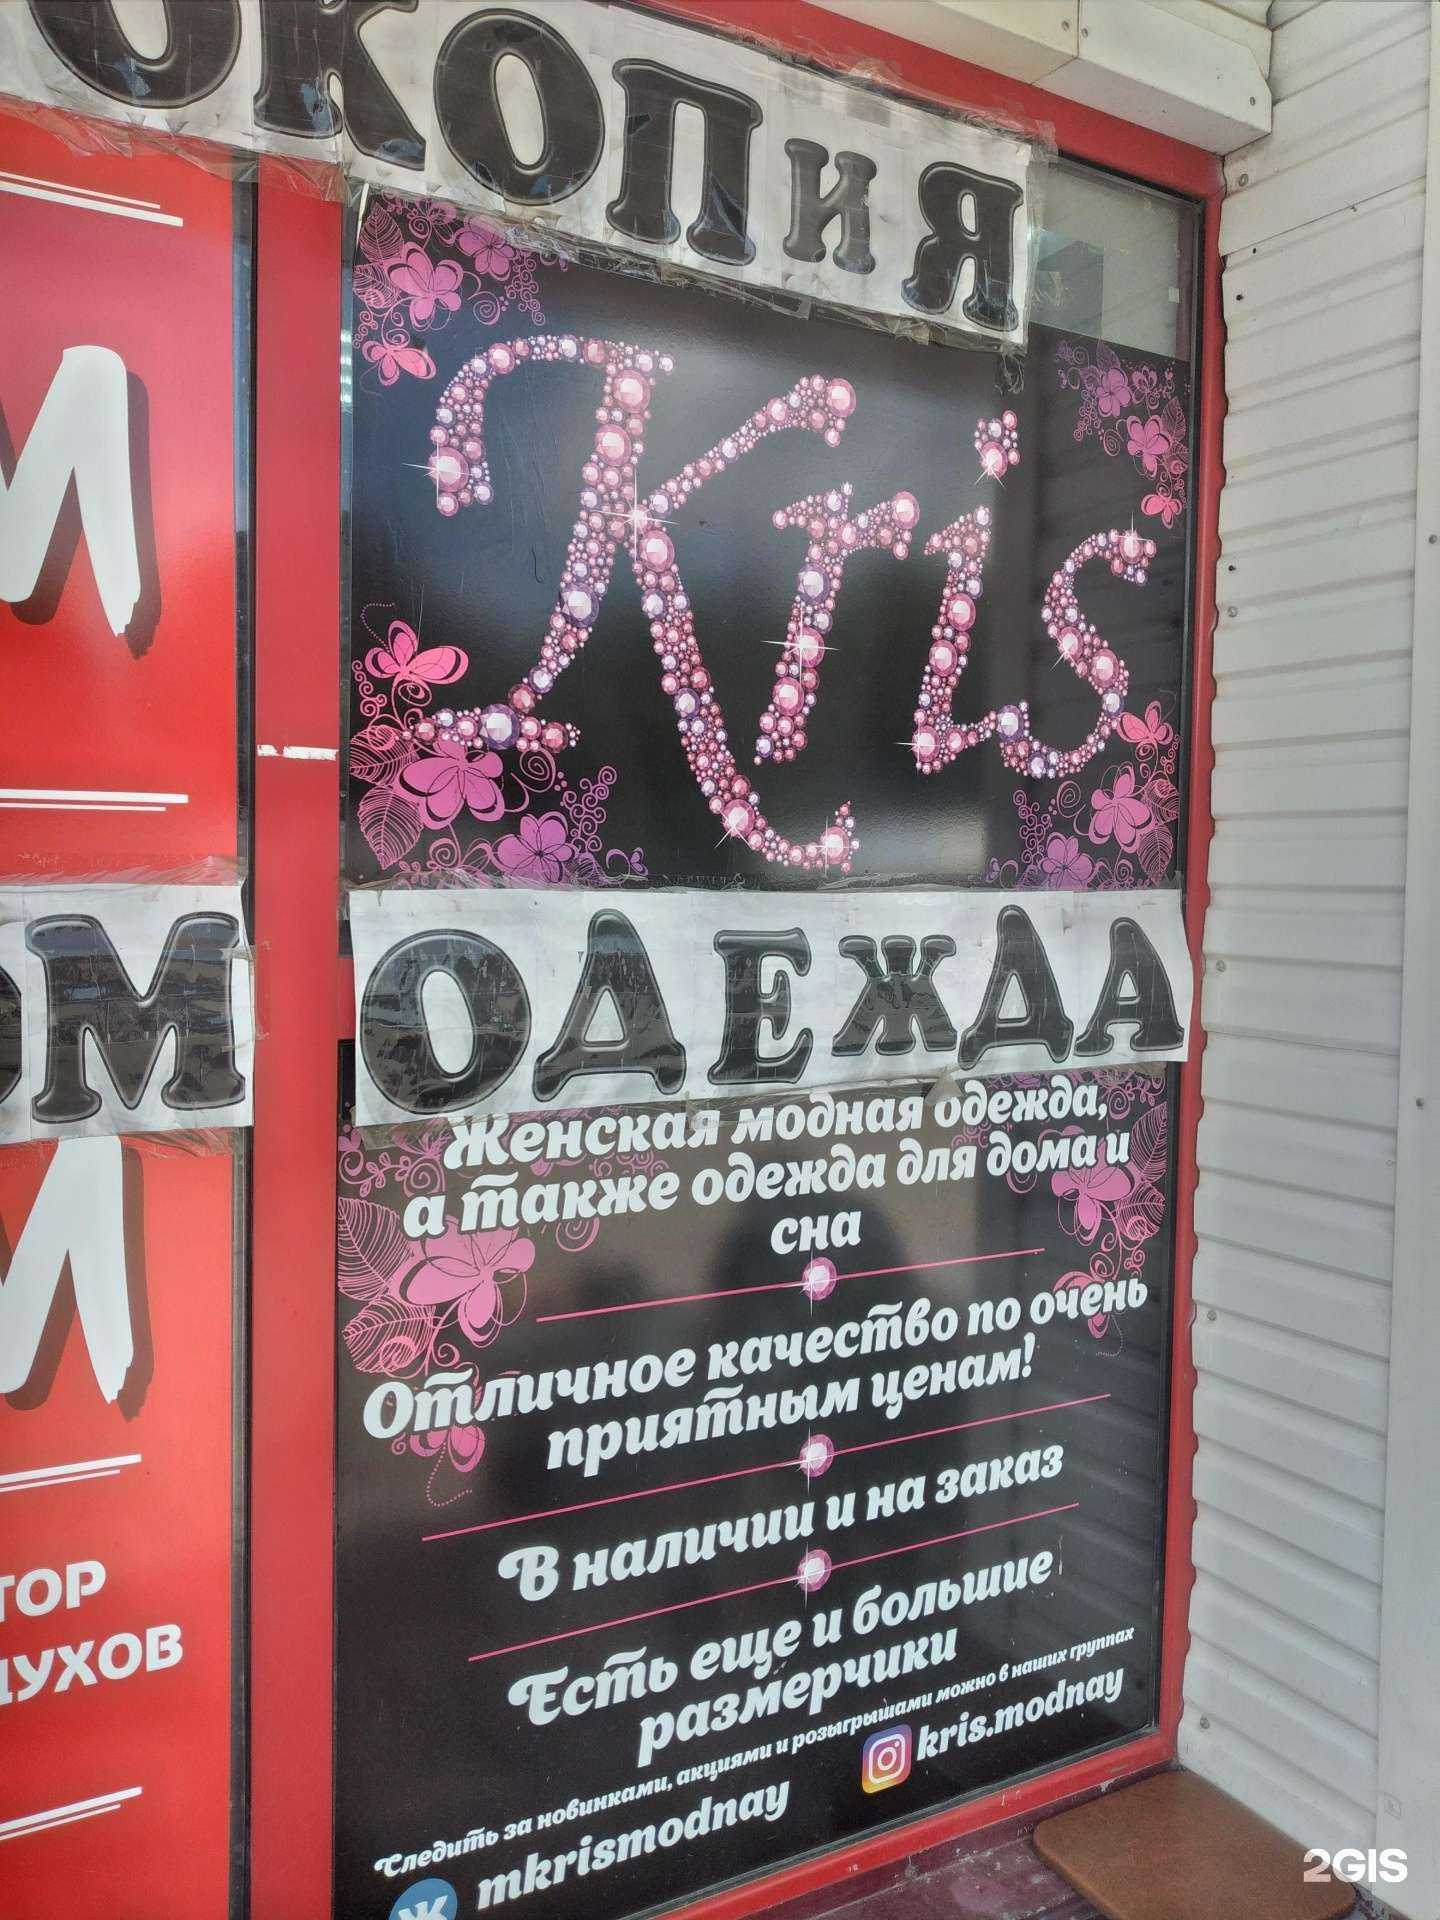 ОКОПИЯ
Kris
М
ОМ
ОДЕЖДА
Женская модная одежда,
а также одежда для дома и
сна
Отличное качество по очень
приятным ценам!
В наличии и на заказ
Есть еще и большие
размерчики
Следить за новинками, акциями и розыгрышами можно в наших группах
kris.modnay
mkrismodnay
М
ТОР
ДУХОВ
2GIS